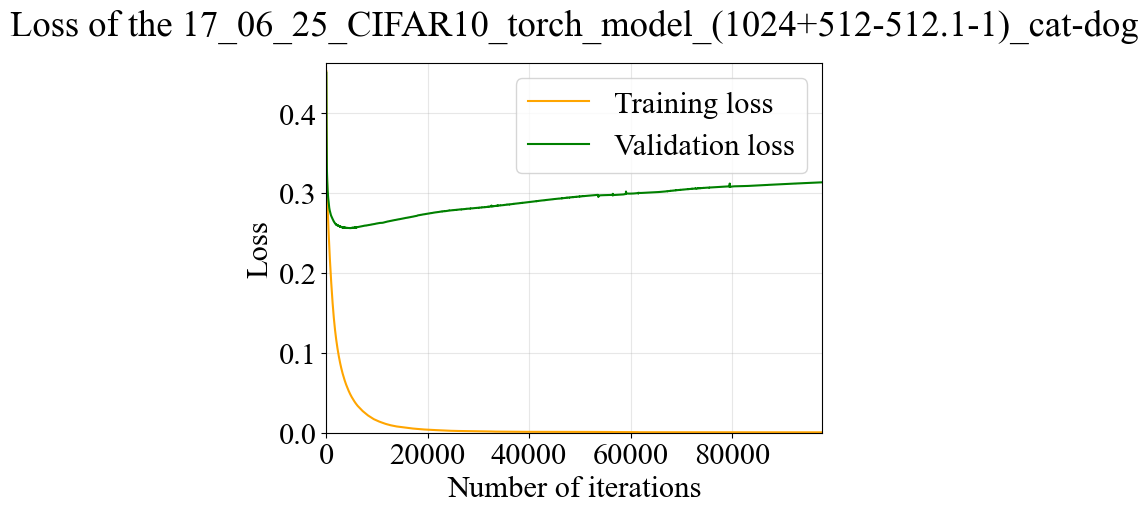 Loss of the 17_06_25_CIFAR10_torch_model_(1024+512-512.1-1)_cat-dog
Training loss
Validation loss
0.4
0.3
0.2
0.1
0.0
Loss
0 20000 40000 60000 80000
Number of iterations